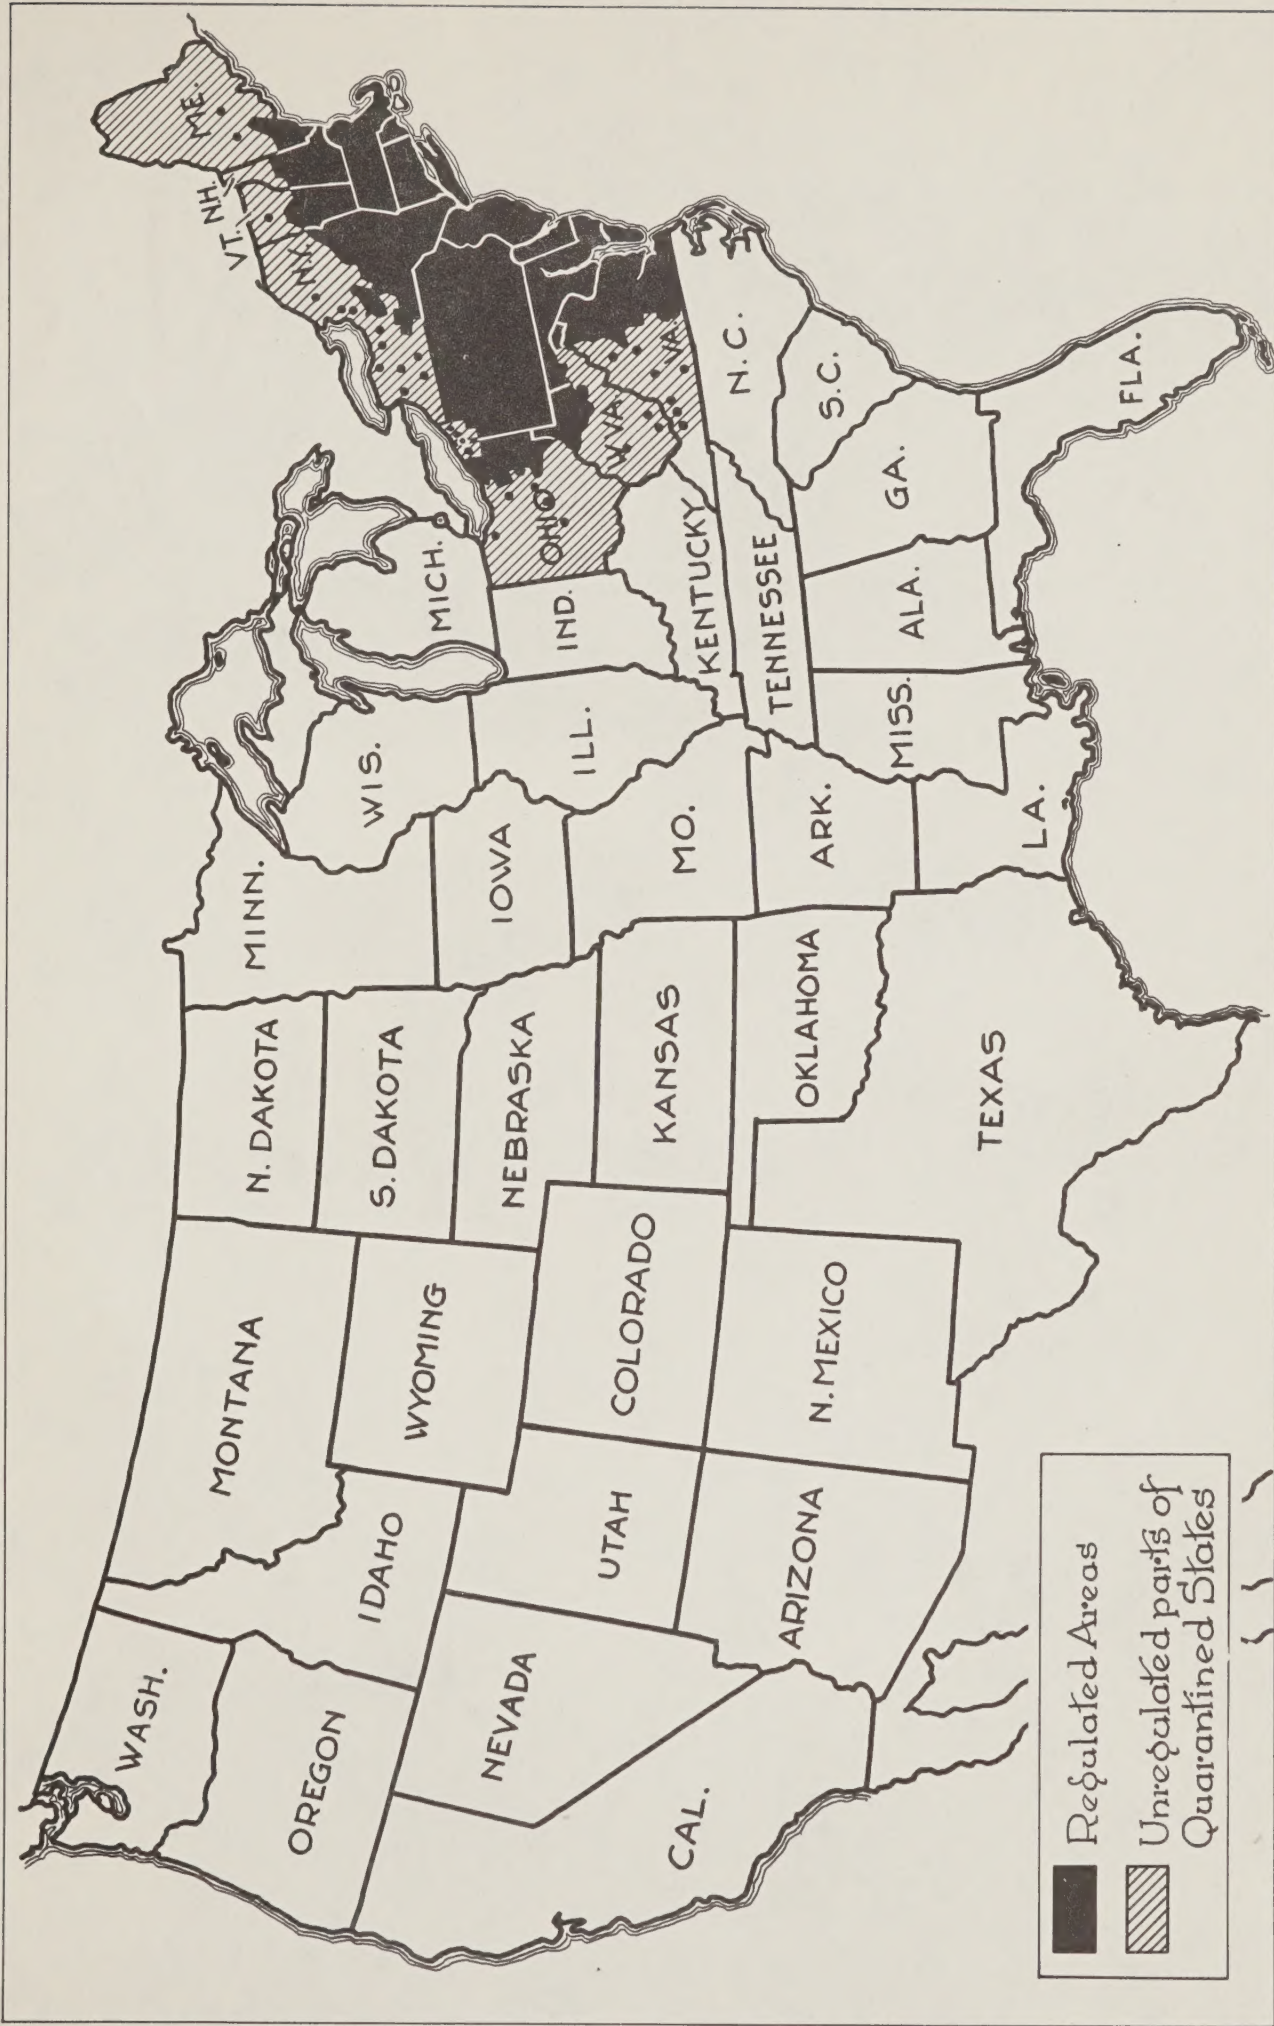 WASH.
OREGON
CAL.
NEVADA
IDAHO
MONTANA
WYOMING
UTAH
COLORADO
ARIZONA
N. MEXICO
N. DAKOTA
S. DAKOTA
NEBRASKA
KANSAS
OKLAHOMA
TEXAS
MINN.
IOWA
MO.
ARK.
LA.
WIS.
ILL.
MICH.
IND.
OHIO
KENTUCKY
TENNESSEE
MISS.
ALA.
GA.
FLA.
S.C.
N.C.
VA.
W.VA.
N.Y.
VT.
NH.
ME.
Regulated Areas
Unregulated parts of
Quarantined States